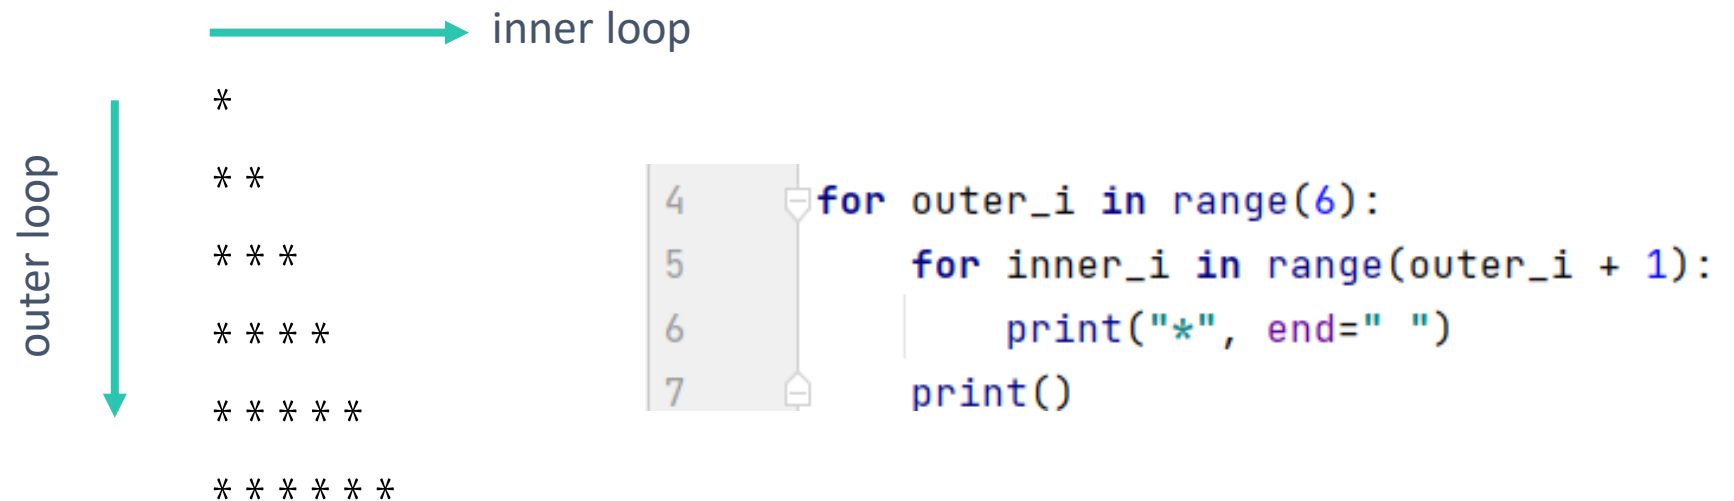 inner loop
outer loop
*
* *
* * *
* * * *
* * * * *
* * * * * *
4 for outer_i in range(6):
5     for inner_i in range(outer_i + 1):
6         print("*", end=" ")
7     print()